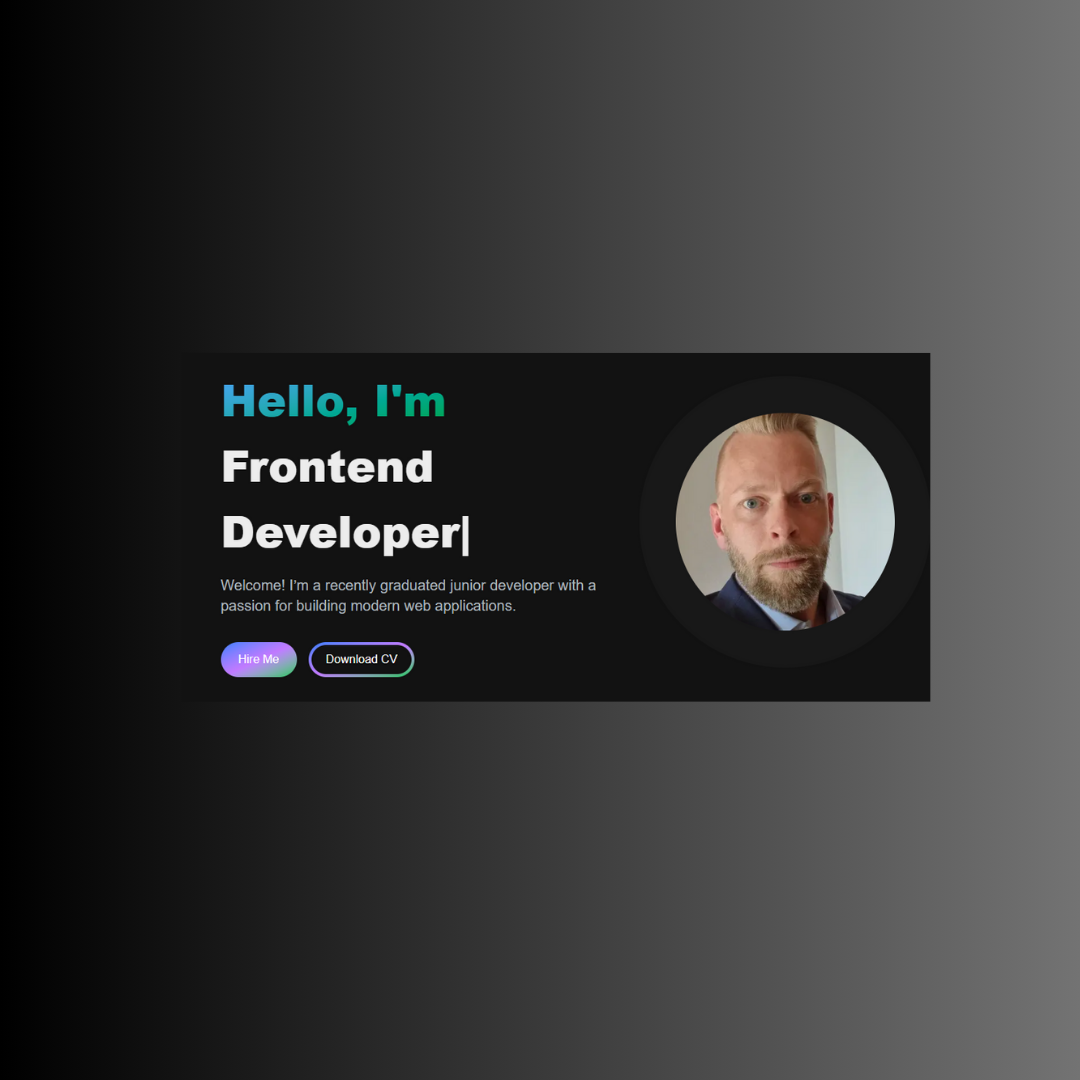 Hello, I'm
Frontend
Developer|
Welcome! I'm a recently graduated junior developer with a
passion for building modern web applications.
Hire Me
Download CV